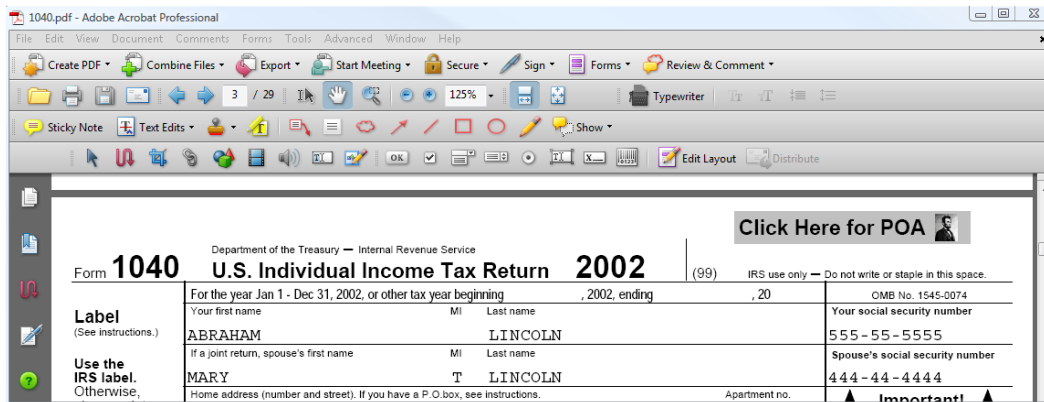 1040.pdf - Adobe Acrobat Professional
File Edit View Document Comments Forms Tools Advanced Window Help
Create PDF Combine Files Export Start Meeting Secure Sign Forms Review & Comment
3 / 29 125% Typewriter Tr T
Sticky Note Text Edits T Show
T OK
Edit Layout Distribute
Click Here for POA
Department of the Treasury — Internal Revenue Service
Form 1040 U.S. Individual Income Tax Return 2002 (99) IRS use only — Do not write or staple in this space.
For the year Jan 1 - Dec 31, 2002, or other tax year beginning , 2002, ending , 20 OMB No. 1545-0074
Label Your first name MI Last name Your social security number
(See instructions.) ABRAHAM LINCOLN 555-55-5555
If a joint return, spouse's first name MI Last name Spouse's social security number
Use the
IRS label. MARY T LINCOLN 444-44-4444
Otherwise, Home address (number and street). If you have a P.O.box, see instructions. Apartment no. Important!